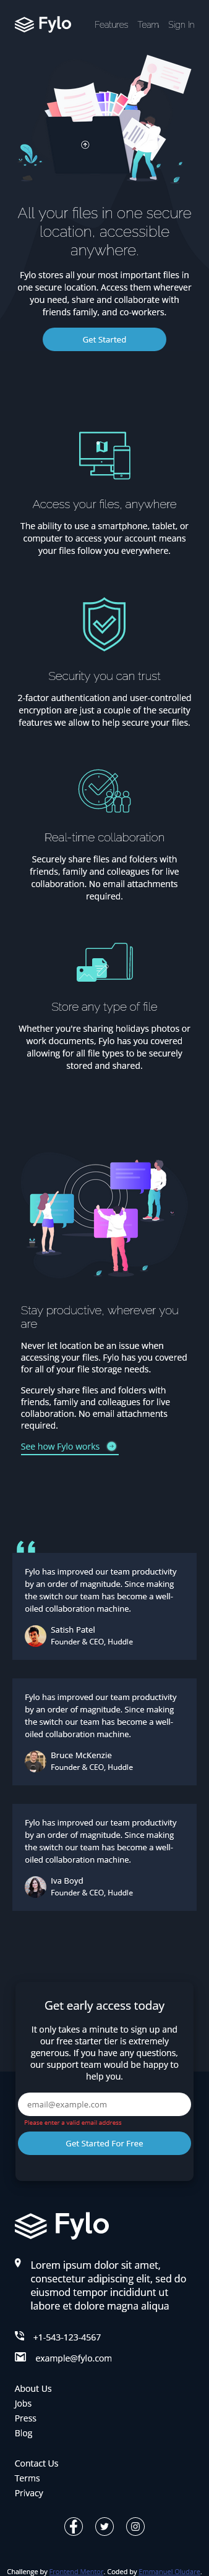 Fylo
Features Team Sign In
All your files in one secure
location, accessible
anywhere.
Fylo stores all your most important files in
one secure location. Access them wherever
you need, share and collaborate with
friends family, and co-workers.
Get Started
Access your files, anywhere
The ability to use a smartphone, tablet, or
computer to access your account means
your files follow you everywhere.
Security you can trust
2-factor authentication and user-controlled
encryption are just a couple of the security
features we allow to help secure your files.
Real-time collaboration
Securely share files and folders with
friends, family and colleagues for live
collaboration. No email attachments
required.
Store any type of file
Whether you're sharing holidays photos or
work documents, Fylo has you covered
allowing for all file types to be securely
stored and shared.
Stay productive, wherever you
are
Never let location be an issue when
accessing your files. Fylo has you covered
for all of your file storage needs.
Securely share files and folders with
friends, family and colleagues for live
collaboration. No email attachments
required.
See how Fylo works
Fylo has improved our team productivity
by an order of magnitude. Since making
the switch our team has become a well-
oiled collaboration machine.
Satish Patel
Founder & CEO, Huddle
Fylo has improved our team productivity
by an order of magnitude. Since making
the switch our team has become a well-
oiled collaboration machine.
Bruce McKenzie
Founder & CEO, Huddle
Fylo has improved our team productivity
by an order of magnitude. Since making
the switch our team has become a well-
oiled collaboration machine.
Iva Boyd
Founder & CEO, Huddle
Get early access today
It only takes a minute to sign up and
our free starter tier is extremely
generous. If you have any questions,
our support team would be happy to
help you.
email@example.com
Please enter a valid email address
Get Started For Free
Fylo
Lorem ipsum dolor sit amet,
consectetur adipiscing elit, sed do
eiusmod tempor incididunt ut
labore et dolore magna aliqua
+1-543-123-4567
example@fylo.com
About Us
Jobs
Press
Blog
Contact Us
Terms
Privacy
Challenge by Frontend Mentor. Coded by Emmanuel Oludare.